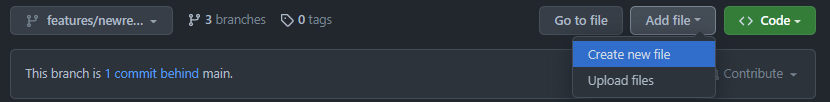 features/newre... 3 branches 0 tags Go to file Add file Code
Create new file
This branch is 1 commit behind main. Contribute
Upload files